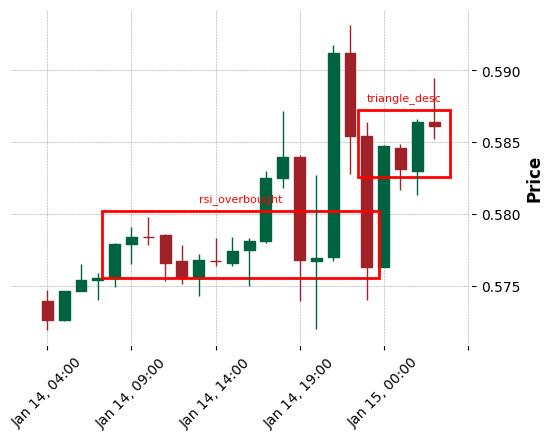 triangle_desc
rsi_overbought
0.590
0.585
0.580
0.575
Price
Jan 14, 04:00
Jan 14, 09:00
Jan 14, 14:00
Jan 14, 19:00
Jan 15, 00:00